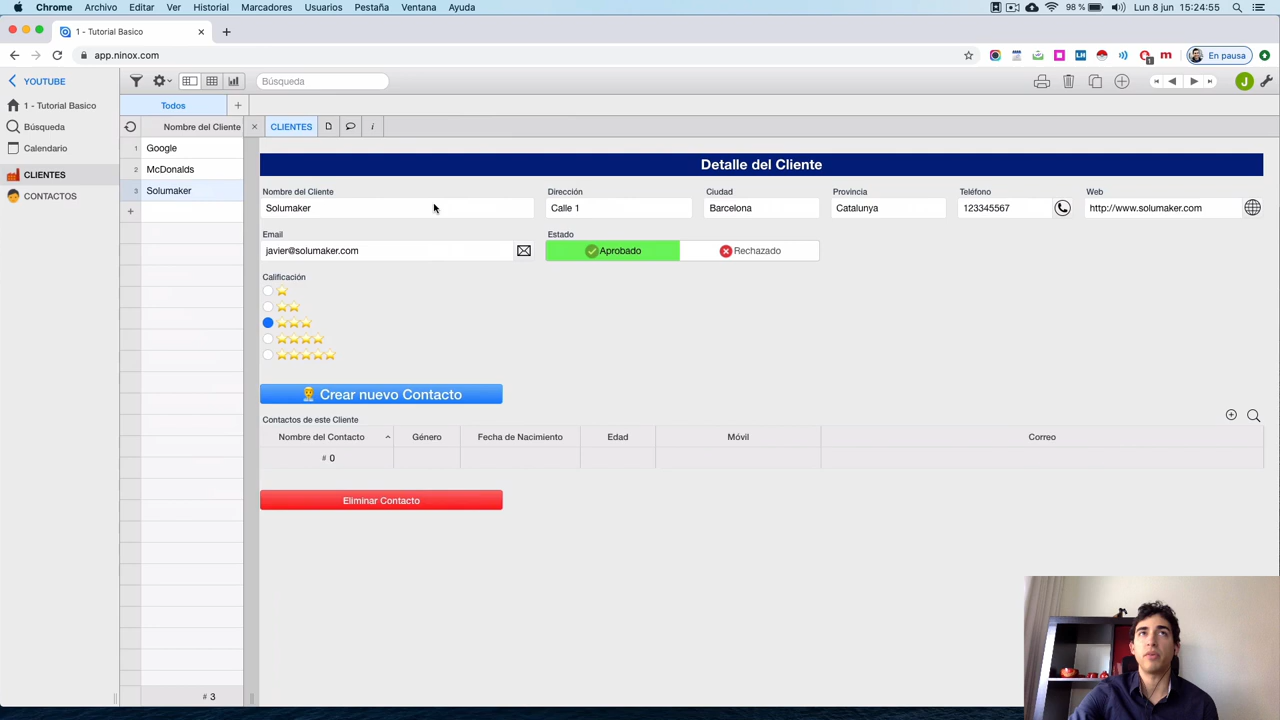 Chrome Archivo Editar Ver Historial Marcadores Usuarios Pestaña Ventana Ayuda 98 % Lun 8 jun 15:24:55
1 - Tutorial Basico
app.ninox.com En pausa
YOUTUBE Búsqueda J
1 - Tutorial Basico Todos
Búsqueda Nombre del Cliente CLIENTES
Calendario 1 Google
CLIENTES 2 McDonalds
CONTACTOS 3 Solumaker
Detalle del Cliente
Nombre del Cliente Dirección Ciudad Provincia Teléfono Web
Solumaker Calle 1 Barcelona Catalunya 123345567 http://www.solumaker.com
Email Estado
javier@solumaker.com Aprobado Rechazado
Calificación
Crear nuevo Contacto
Contactos de este Cliente
Nombre del Contacto Género Fecha de Nacimiento Edad Móvil Correo
# 0
Eliminar Contacto
# 3